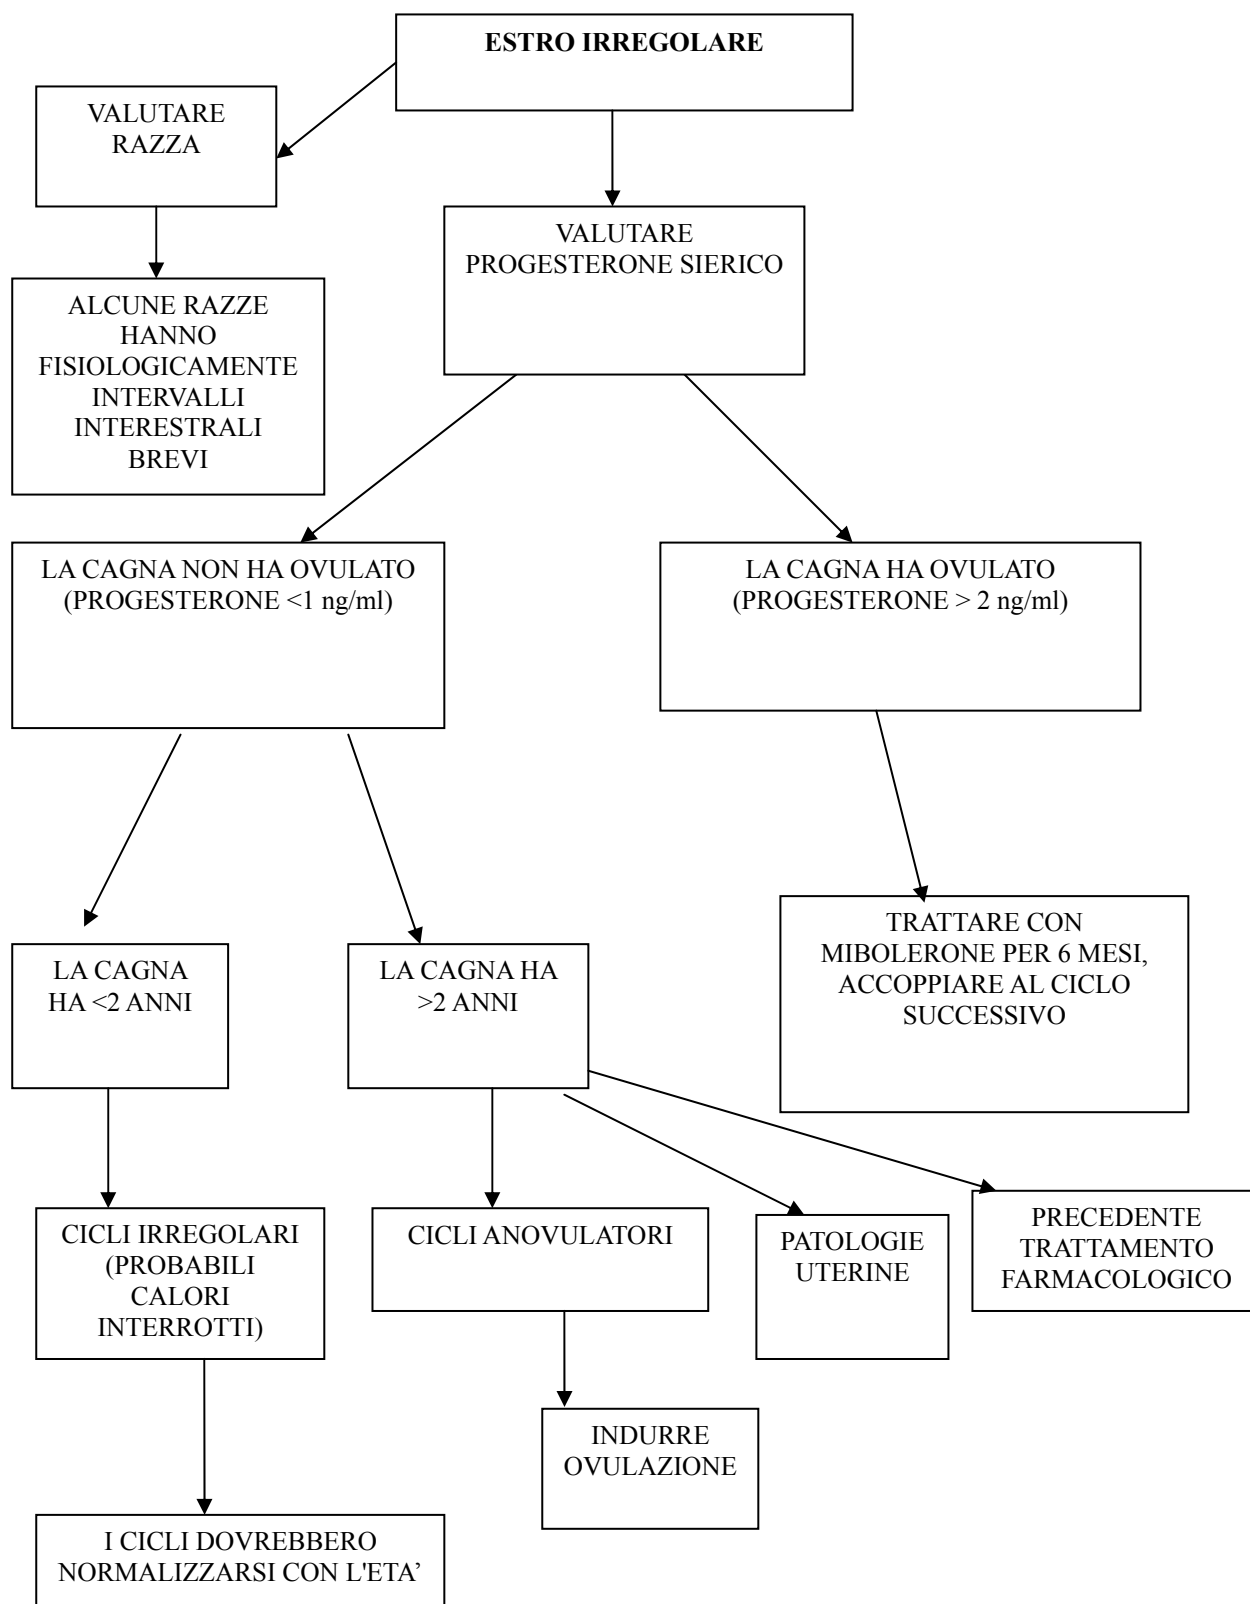 ESTRO IRREGOLARE
VALUTARE
RAZZA
VALUTARE
PROGESTERONE SIERICO
ALCUNE RAZZE
HANNO
FISIOLOGICAMENTE
INTERVALLI
INTERESTRALI
BREVI
LA CAGNA NON HA OVULATO
(PROGESTERONE <1 ng/ml)
LA CAGNA HA OVULATO
(PROGESTERONE > 2 ng/ml)
TRATTARE CON
MIBOLERONE PER 6 MESI,
ACCOPPIARE AL CICLO
SUCCESSIVO
LA CAGNA
HA <2 ANNI
LA CAGNA HA
>2 ANNI
CICLI IRREGOLARI
(PROBABILI
CALORI
INTERROTTI)
CICLI ANOVULATORI
PATOLOGIE
UTERINE
PRECEDENTE
TRATTAMENTO
FARMACOLOGICO
INDURRE
OVULAZIONE
I CICLI DOVREBBERO
NORMALIZZARSI CON L'ETA’